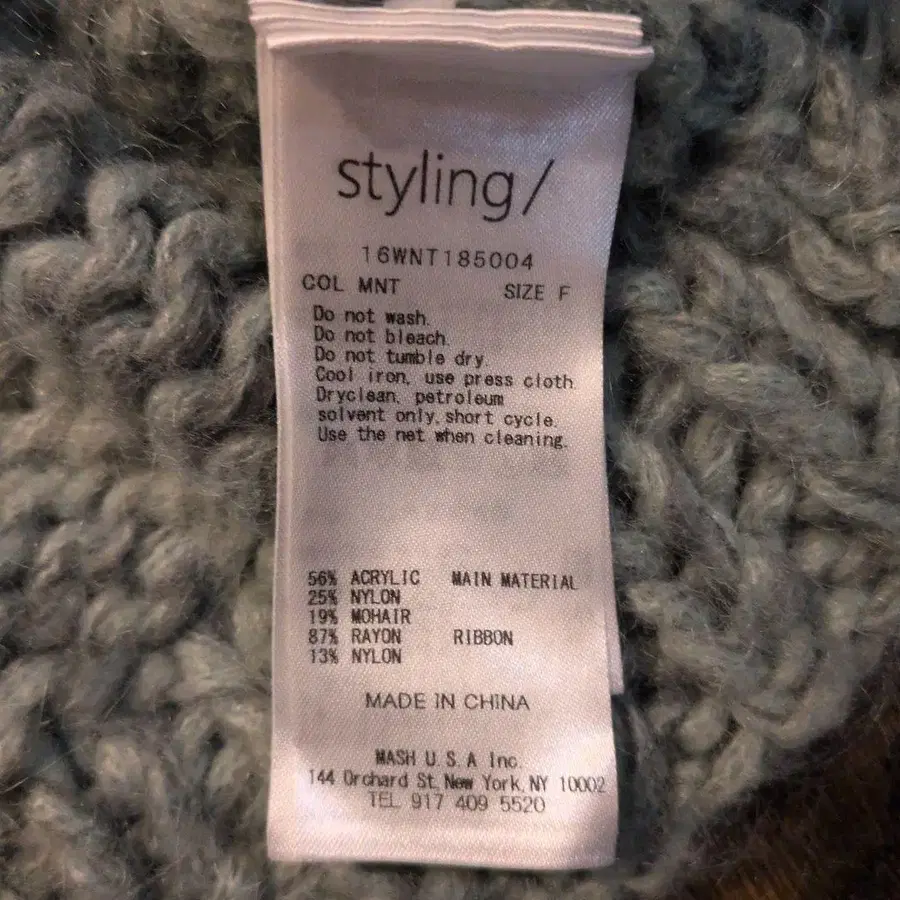 styling/
16WNT185004
COL MNT SIZE F
Do not wash.
Do not bleach.
Do not tumble dry.
Cool iron, use press cloth.
Dryclean, petroleum
solvent only, short cycle.
Use the net when cleaning.
56% ACRYLIC MAIN MATERIAL
25% NYLON
19% MOHAIR
87% RAYON RIBBON
13% NYLON
MADE IN CHINA
MASH U.S.A Inc.
144 Orchard St, New York, NY 10002
TEL 917 409 5520